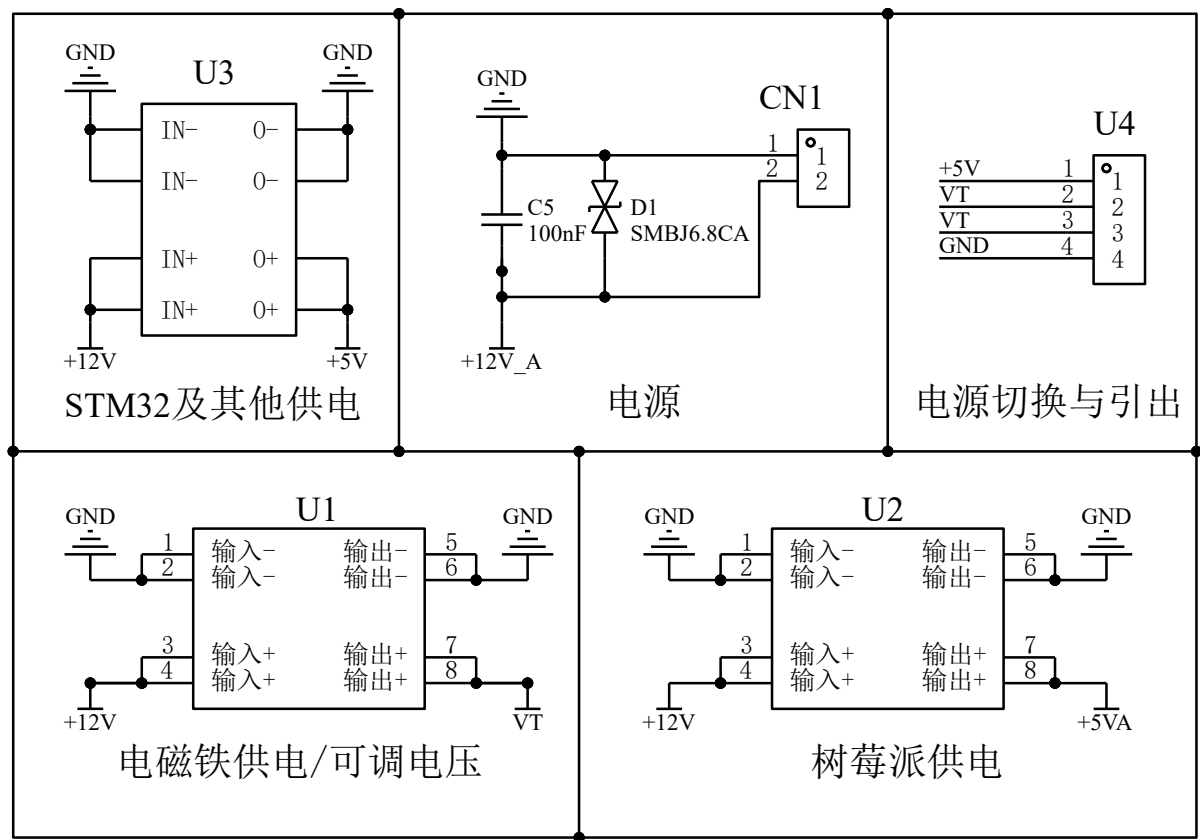 GND
U3
GND
IN-
O-
IN-
O-
IN+
O+
IN+
O+
+12V
+5V
STM32及其他供电
GND
CN1
1
2
1
2
C5
100nF
D1
SMBJ6.8CA
+12V_A
电源
U4
+5V 1 1
VT 2 2
VT 3 3
GND 4 4
电源切换与引出
GND
U1
GND
1 输入- 输出- 5
2 输入- 输出- 6
3 输入+ 输出+ 7
4 输入+ 输出+ 8
+12V
VT
电磁铁供电/可调电压
GND
U2
GND
1 输入- 输出- 5
2 输入- 输出- 6
3 输入+ 输出+ 7
4 输入+ 输出+ 8
+12V
+5VA
树莓派供电